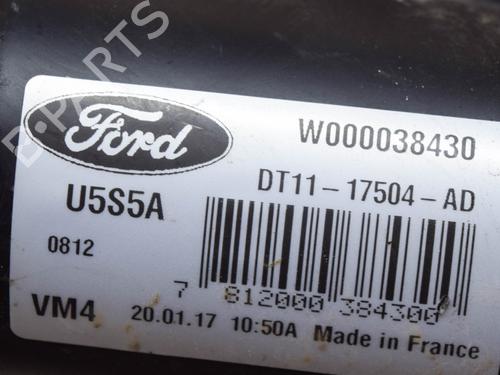 B-PARTS
Ford
W000038430
DT11-17504-AD
U5S5A
0812
7 812000 384300
VM4 20.01.17 10:50A Made in France